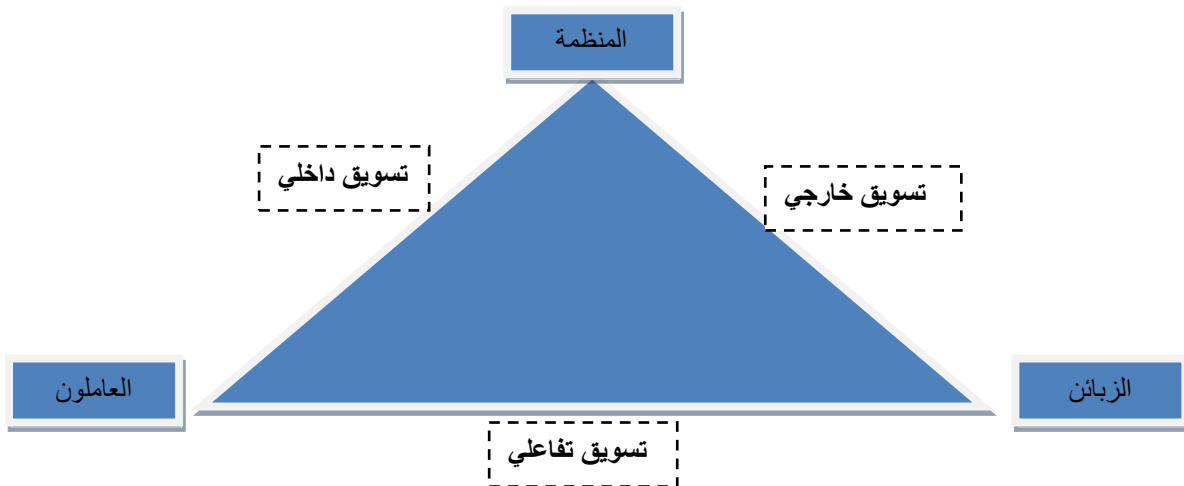 المنظمة
تسويق داخلي
تسويق خارجي
العاملون
الزبائن
تسويق تفاعلي